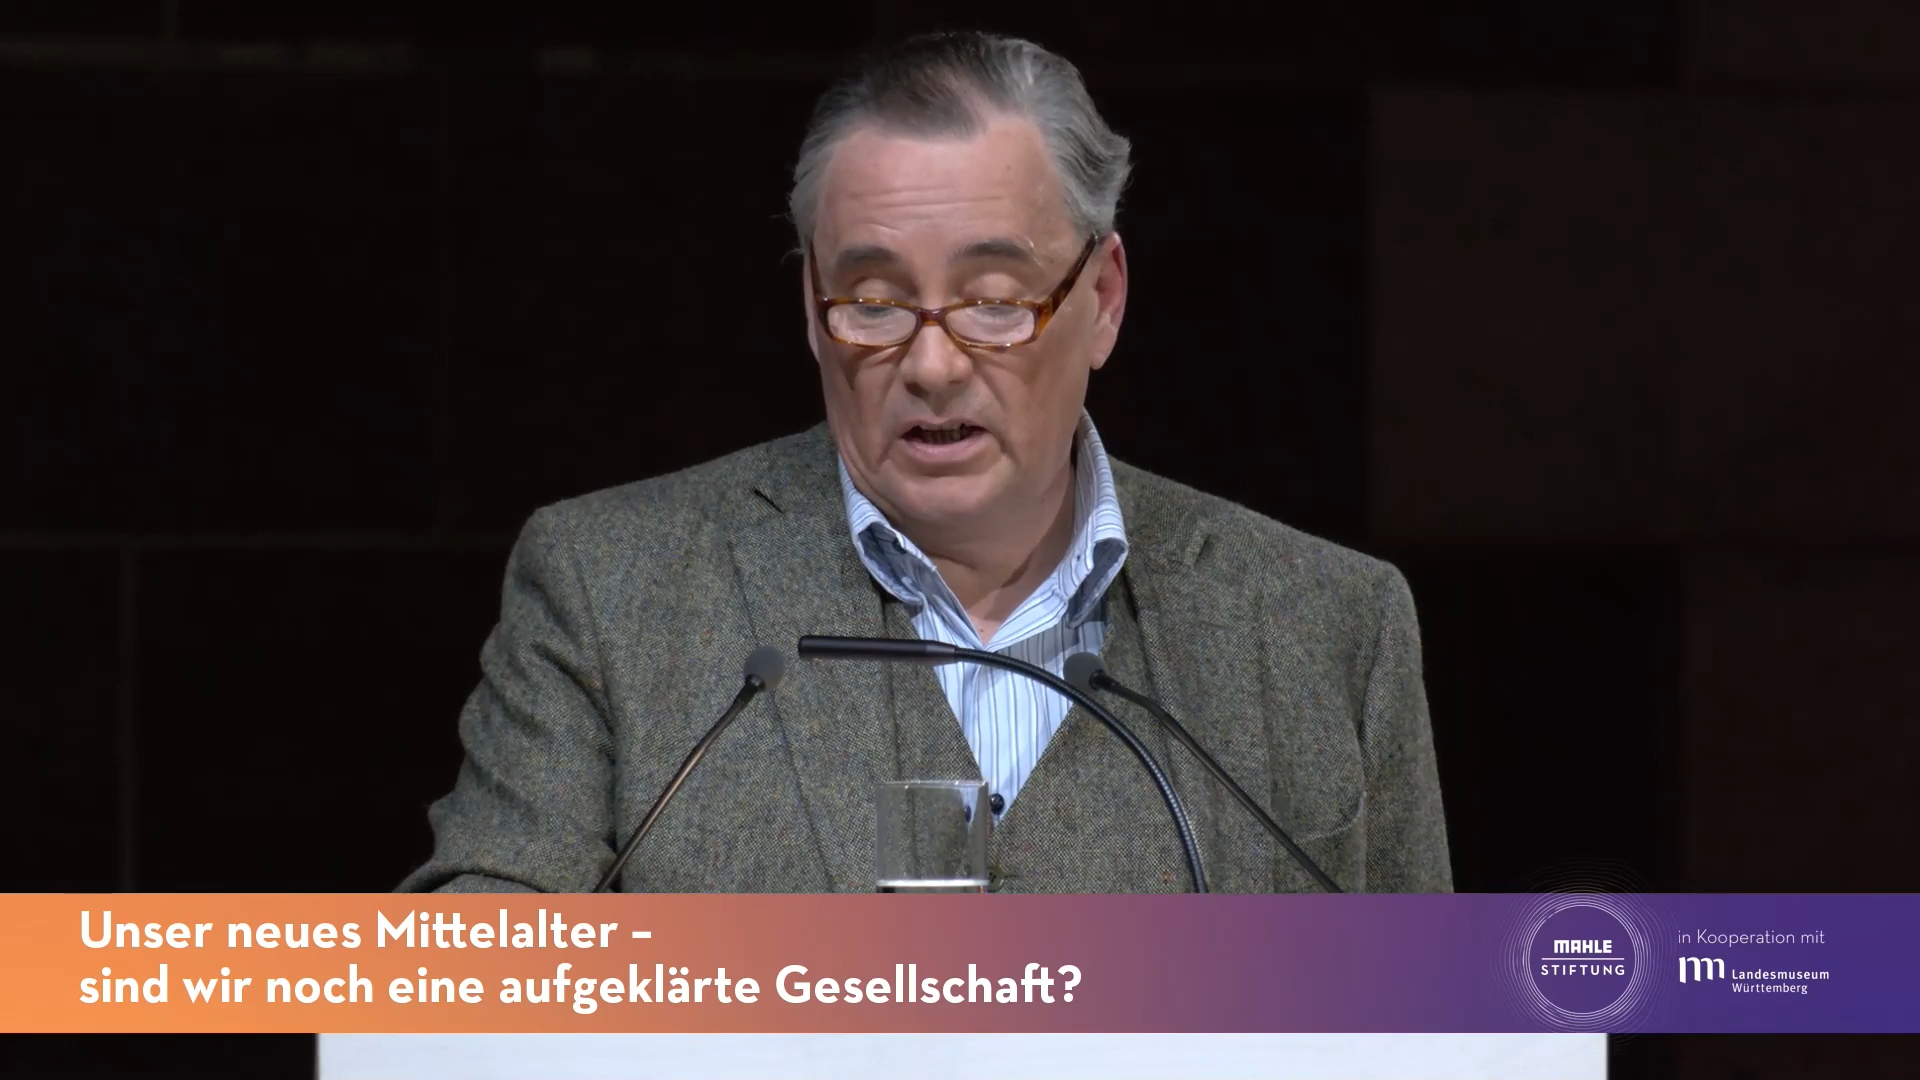 Unser neues Mittelalter –
sind wir noch eine aufgeklärte Gesellschaft?
MAHLE
STIFTUNG
in Kooperation mit
m Landesmuseum
Württemberg